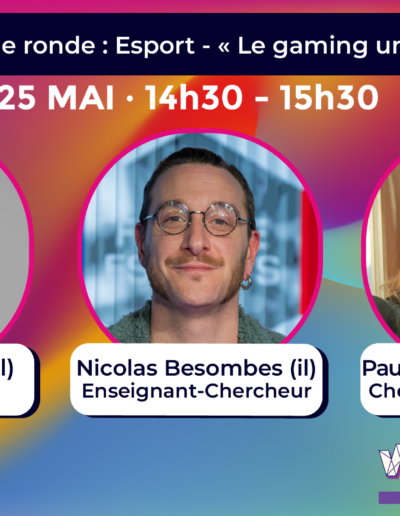 e ronde : Esport - « Le gaming un
25 MAI · 14h30 - 15h30
l)
Nicolas Besombes (il)
Enseignant-Chercheur
Pau
Che